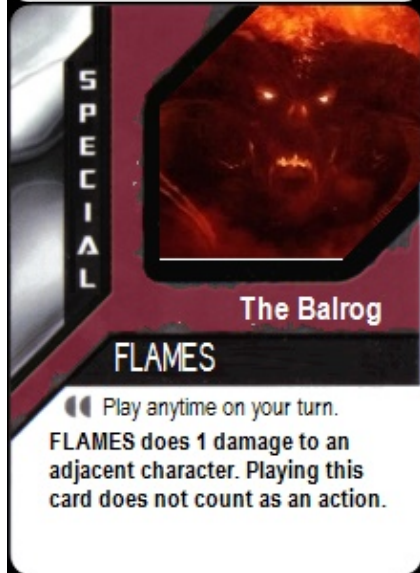 SPECIAL
The Balrog
FLAMES
Play anytime on your turn.
FLAMES does 1 damage to an
adjacent character. Playing this
card does not count as an action.